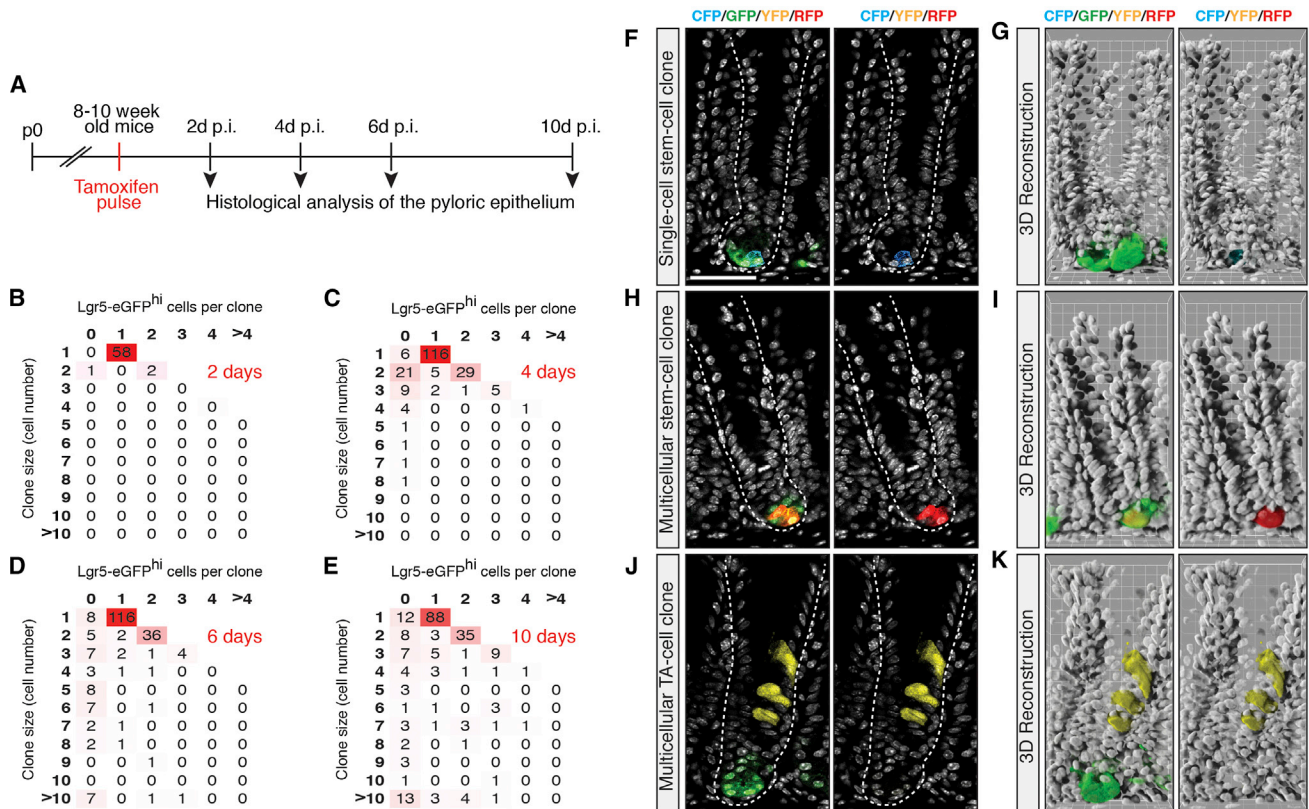 A
p0
8-10 week
old mice
Tamoxifen
pulse
2d p.i.
4d p.i.
6d p.i.
10d p.i.
Histological analysis of the pyloric epithelium
B
Lgr5-eGFPhi cells per clone
Clone size (cell number)
2 days
0 1 2 3 4 >4
1 0 58
2 1 0 2
3 0 0 0 0
4 0 0 0 0 0
5 0 0 0 0 0 0
6 0 0 0 0 0 0
7 0 0 0 0 0 0
8 0 0 0 0 0 0
9 0 0 0 0 0 0
10 0 0 0 0 0 0
>10 0 0 0 0 0 0
C
Lgr5-eGFPhi cells per clone
Clone size (cell number)
4 days
0 1 2 3 4 >4
1 6 116
2 21 5 29
3 9 2 1 5
4 4 0 0 0 1
5 1 0 0 0 0 0
6 1 0 0 0 0 0
7 1 0 0 0 0 0
8 1 0 0 0 0 0
9 0 0 0 0 0 0
10 0 0 0 0 0 0
>10 0 0 0 0 0 0
D
Lgr5-eGFPhi cells per clone
Clone size (cell number)
6 days
0 1 2 3 4 >4
1 8 116
2 5 2 36
3 7 2 1 4
4 3 1 1 0 0
5 8 0 0 0 0 0
6 7 0 1 0 0 0
7 2 1 0 0 0 0
8 2 1 0 0 0 0
9 0 0 1 0 0 0
10 0 0 0 0 0 0
>10 7 0 1 1 0 0
E
Lgr5-eGFPhi cells per clone
Clone size (cell number)
10 days
0 1 2 3 4 >4
1 12 88
2 8 3 35
3 7 5 1 9
4 4 3 1 1 1
5 3 0 0 0 0 0
6 1 1 0 3 0 0
7 3 1 3 1 1 0
8 2 0 1 0 0 0
9 3 0 0 0 0 0
10 1 0 0 1 0 0
>10 13 3 4 1 0 0
F
CFP/GFP/YFP/RFP
CFP/YFP/RFP
Single-cell stem-cell clone
G
CFP/GFP/YFP/RFP
CFP/YFP/RFP
3D Reconstruction
H
Multicellular stem-cell clone
I
3D Reconstruction
J
Multicellular TA-cell clone
K
3D Reconstruction